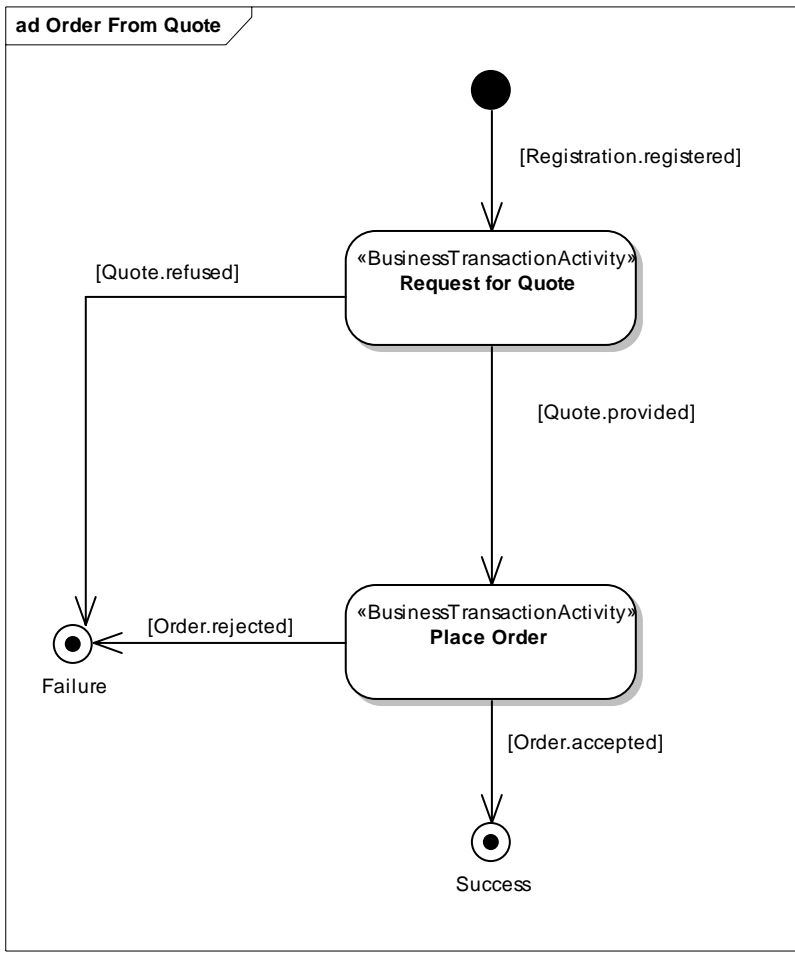 ad Order From Quote
[Registration.registered]
«BusinessTransactionActivity»
Request for Quote
[Quote.refused]
[Quote.provided]
«BusinessTransactionActivity»
Place Order
[Order.rejected]
Failure
[Order.accepted]
Success